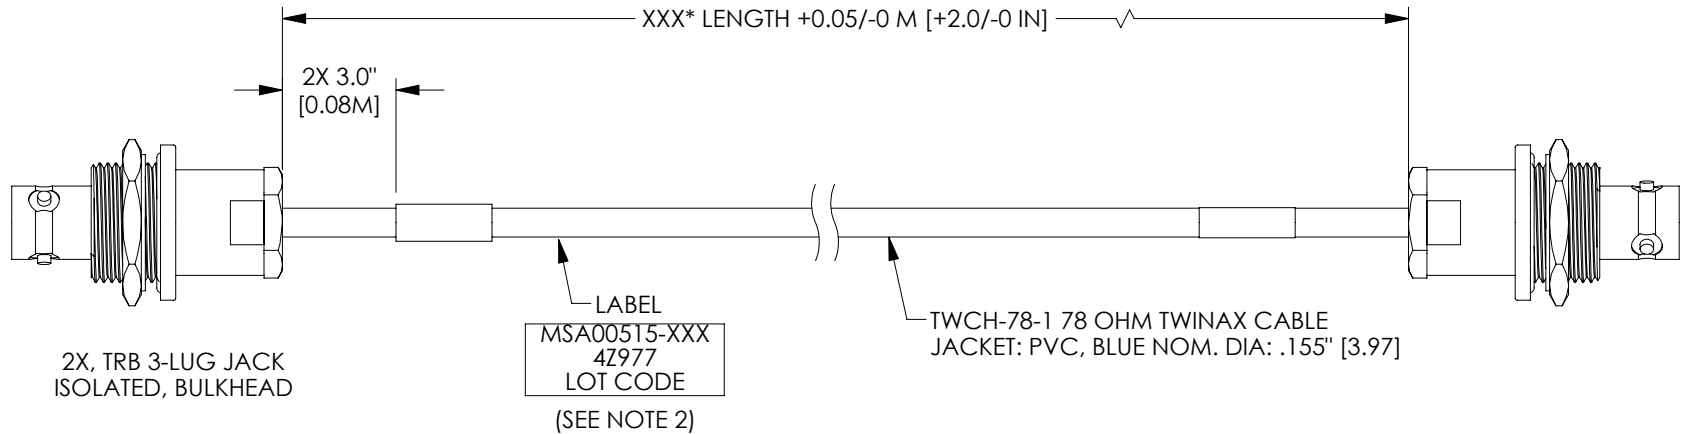 XXX* LENGTH +0.05/-0 M [+2.0/-0 IN]
2X 3.0"
[0.08M]
LABEL
MSA00515-XXX
4Z977
LOT CODE
(SEE NOTE 2)
TWCH-78-1 78 OHM TWINAX CABLE
JACKET: PVC, BLUE NOM. DIA: .155" [3.97]
2X, TRB 3-LUG JACK
ISOLATED, BULKHEAD